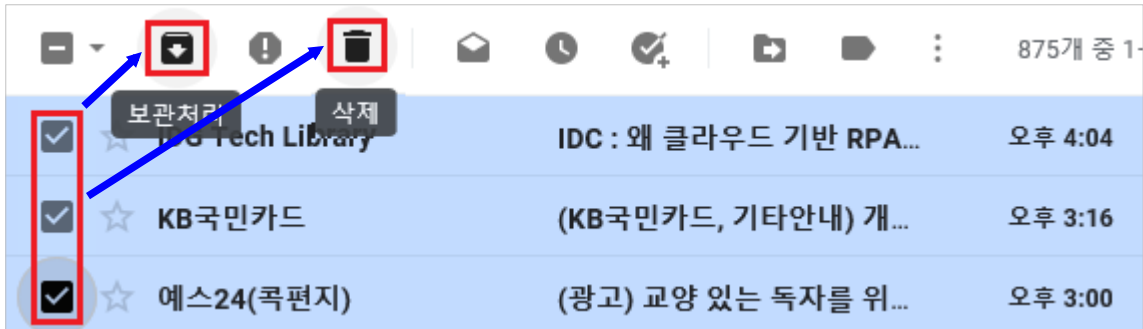 875개 중 1-
보관처리 삭제
IDG Tech Library IDC : 왜 클라우드 기반 RPA... 오후 4:04
KB국민카드 (KB국민카드, 기타안내) 개... 오후 3:16
예스24(콕편지) (광고) 교양 있는 독자를 위... 오후 3:00